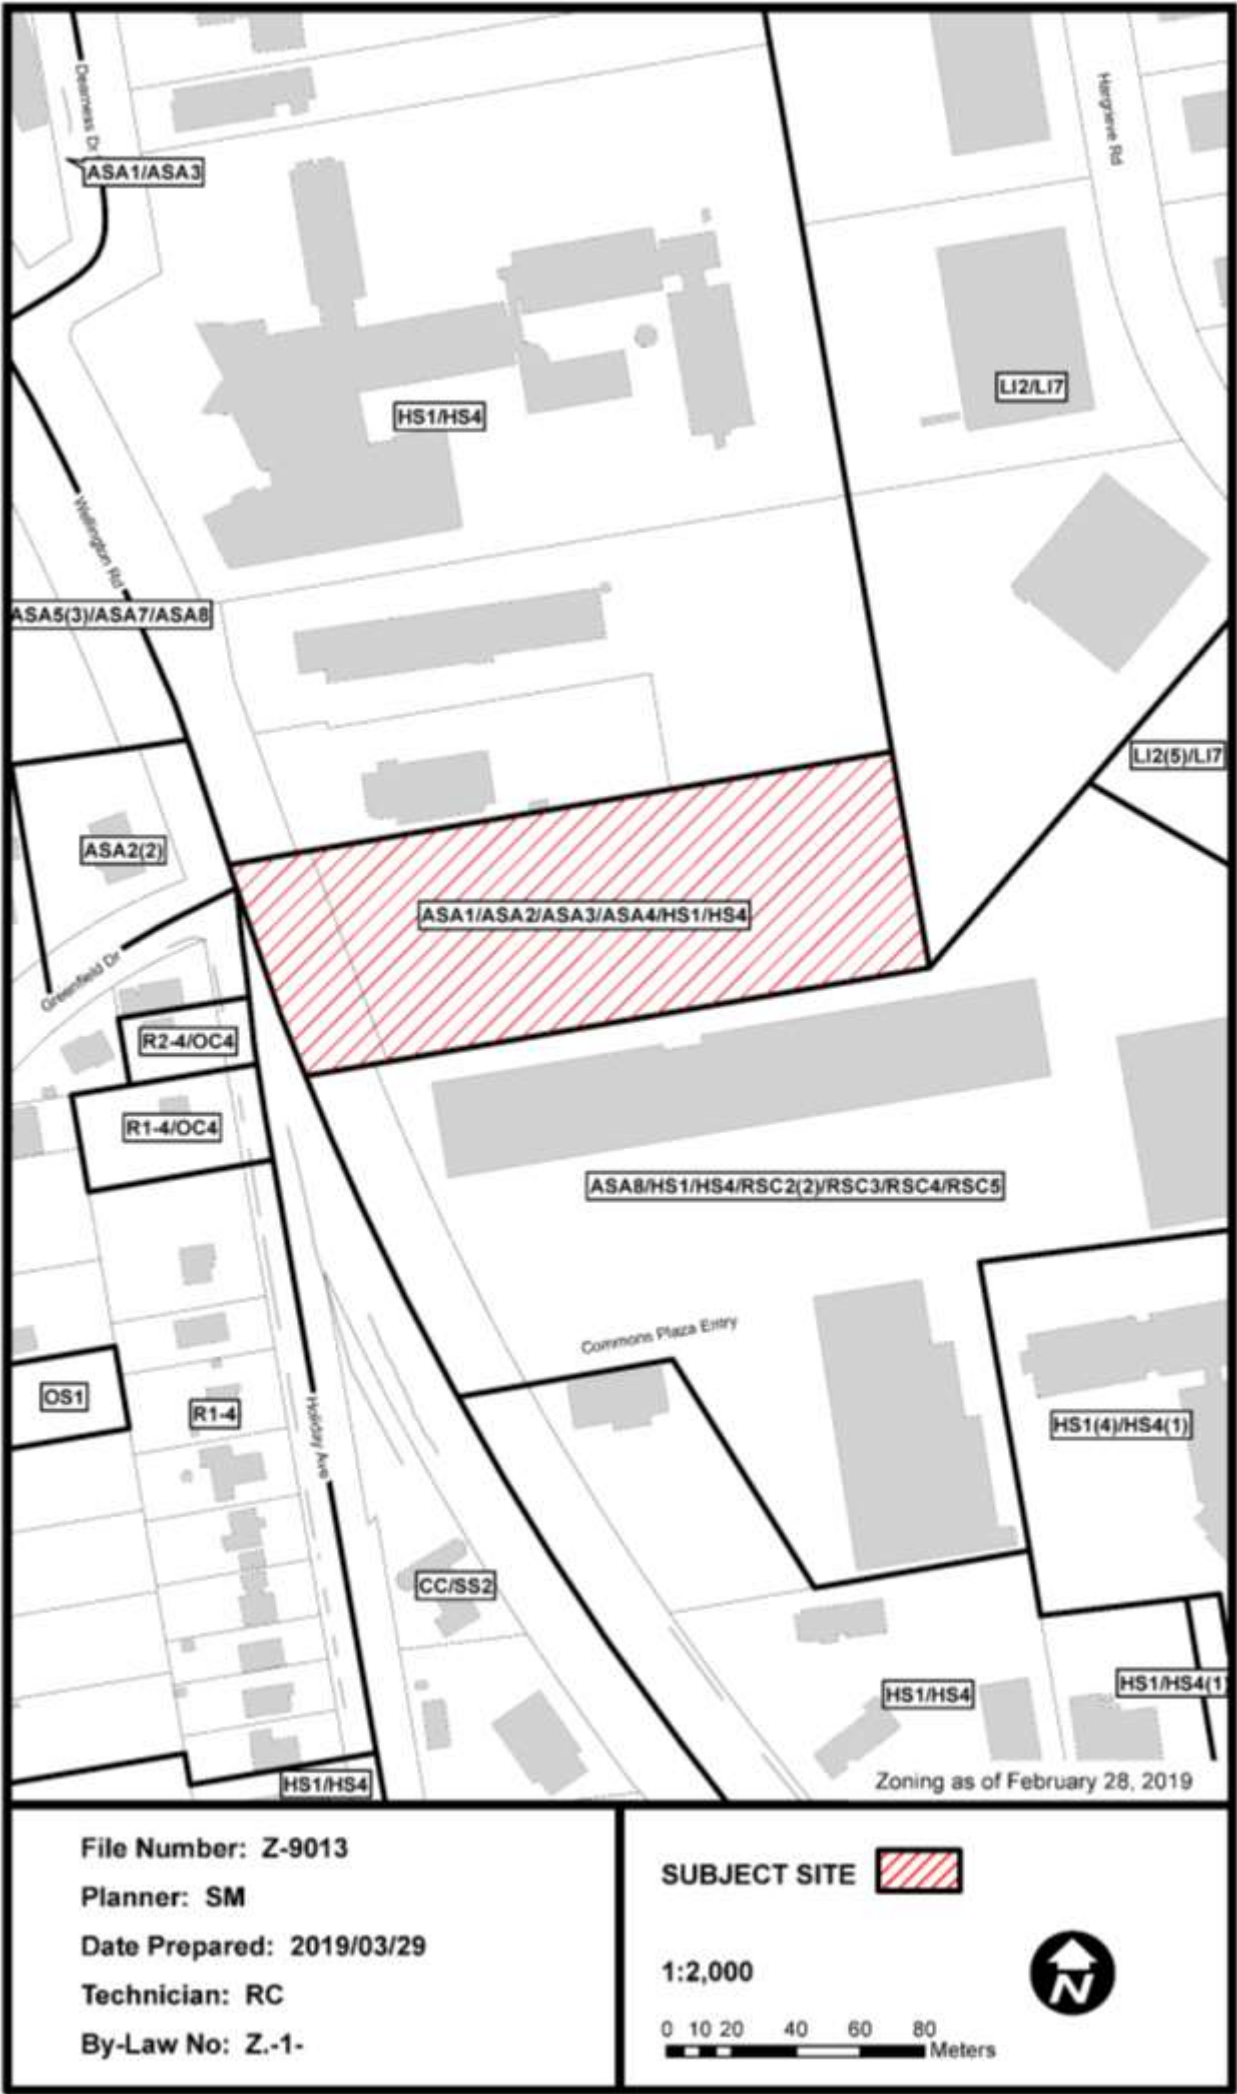 Dearness Dr
Hargrieve Rd
ASA1/ASA3
LI2/LI7
HS1/HS4
Wellington Rd
ASA5(3)/ASA7/ASA8
LI2(5)/LI7
ASA2(2)
ASA1/ASA2/ASA3/ASA4/HS1/HS4
Greenfield Dr
R2-4/OC4
R1-4/OC4
ASA8/HS1/HS4/RSC2(2)/RSC3/RSC4/RSC5
Commons Plaza Entry
OS1
R1-4
Holiday Ave
HS1(4)/HS4(1)
CC/SS2
HS1/HS4(1
HS1/HS4
HS1/HS4
Zoning as of February 28, 2019
File Number: Z-9013
Planner: SM
Date Prepared: 2019/03/29
Technician: RC
By-Law No: Z.-1-
SUBJECT SITE
1:2,000
N
0 10 20 40 60 80
Meters